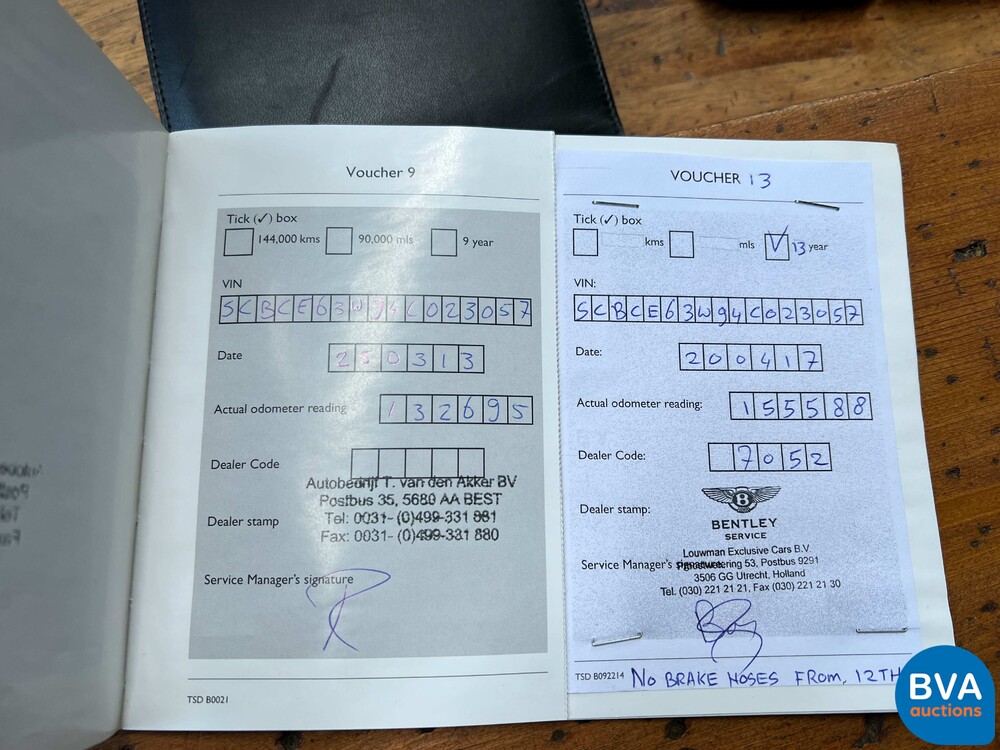 Voucher 9
Tick (✓) box
144,000 kms 90,000 mls 9 year
VIN
SCBCE63W94C023057
Date 250313
Actual odometer reading 132695
Dealer Code
Autobedrijf T. van den Akker BV
Postbus 35, 5680 AA BEST
Tel: 0031-(0)499-331 881
Dealer stamp
Fax: 0031-(0)499-331 880
Service Manager's signature
TSD B0021
VOUCHER 13
Tick (✓) box
kms mls ✓ 13 year
VIN:
SCBCE63W94C023057
Date: 200417
Actual odometer reading: 155588
Dealer Code: 7052
Dealer stamp:
B
BENTLEY
SERVICE
Louwman Exclusive Cars B.V.
Service Manager's 53, Postbus 9291
3506 GG Utrecht, Holland
Tel. (030) 221 21 21, Fax (030) 221 21 30
TSD B092214 NO BRAKE HOSES FROM. 12TH
BVA
auctions